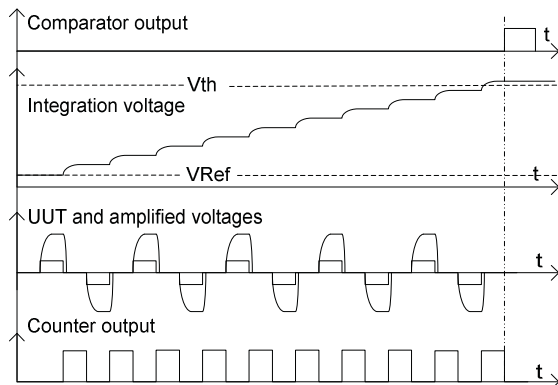 Comparator output
t
Vth
Integration voltage
VRef
t
UUT and amplified voltages
t
Counter output
t